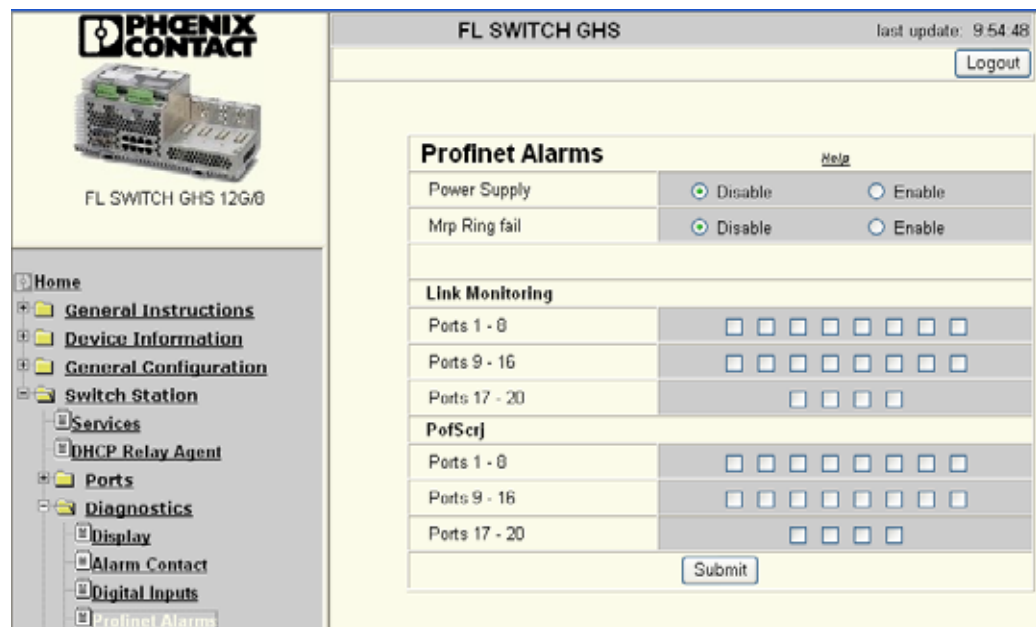 PHŒNIX
CONTACT
FL SWITCH GHS 12G/8
Home
General Instructions
Device Information
General Configuration
Switch Station
Services
DHCP Relay Agent
Ports
Diagnostics
Display
Alarm Contact
Digital Inputs
Profinet Alarms
FL SWITCH GHS
last update: 9:54:48
Logout
Profinet Alarms Help
Power Supply Disable Enable
Mrp Ring fail Disable Enable
Link Monitoring
Ports 1 - 8
Ports 9 - 16
Ports 17 - 20
PofScrj
Ports 1 - 8
Ports 9 - 16
Ports 17 - 20
Submit